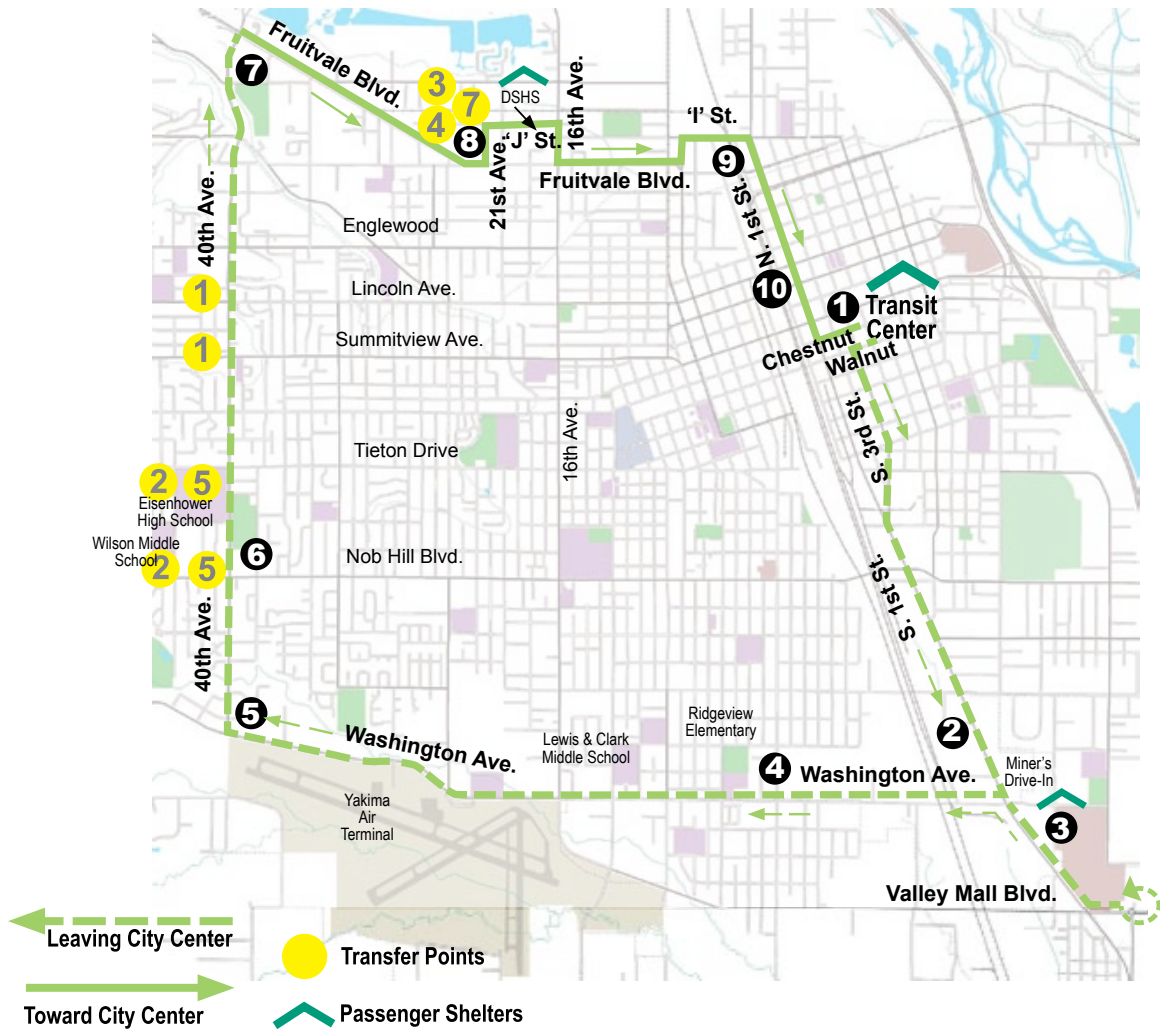 Fruitvale Blvd.
7
3
7
4
8
DSHS
'J' St.
16th Ave.
21st Ave.
Fruitvale Blvd.
'I' St.
9
N. 1st St.
10
1
Transit
Center
Chestnut
Walnut
40th Ave.
Englewood
1
Lincoln Ave.
1
Summitview Ave.
Tieton Drive
16th Ave.
S. 3rd St.
2
5
Eisenhower
High School
Wilson Middle
School
2
5
6
Nob Hill Blvd.
40th Ave.
S. 1st St.
5
Washington Ave.
Lewis & Clark
Middle School
Ridgeview
Elementary
4
Washington Ave.
2
Miner's
Drive-In
3
Yakima
Air
Terminal
Valley Mall Blvd.
Leaving City Center
Transfer Points
Toward City Center
Passenger Shelters